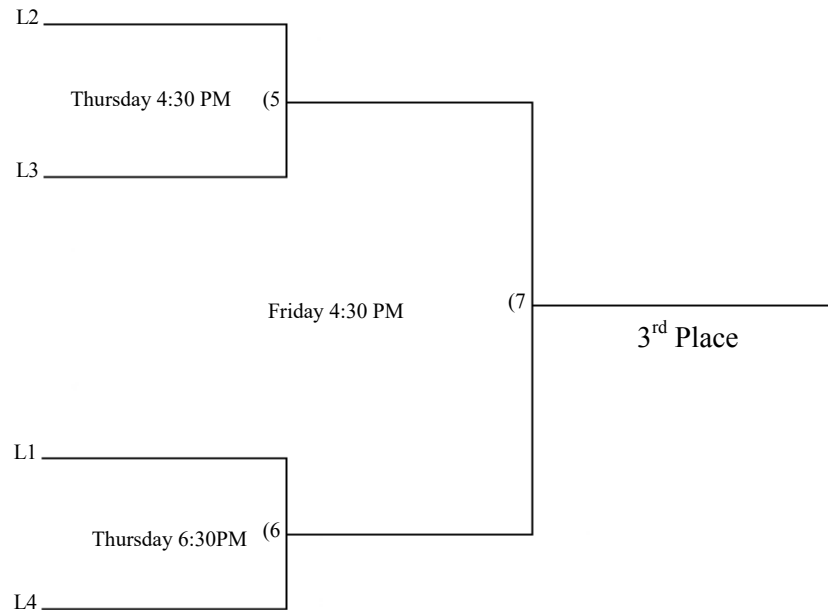 L2
Thursday 4:30 PM (5
L3
Friday 4:30 PM (7
3rd Place
L1
Thursday 6:30PM (6
L4